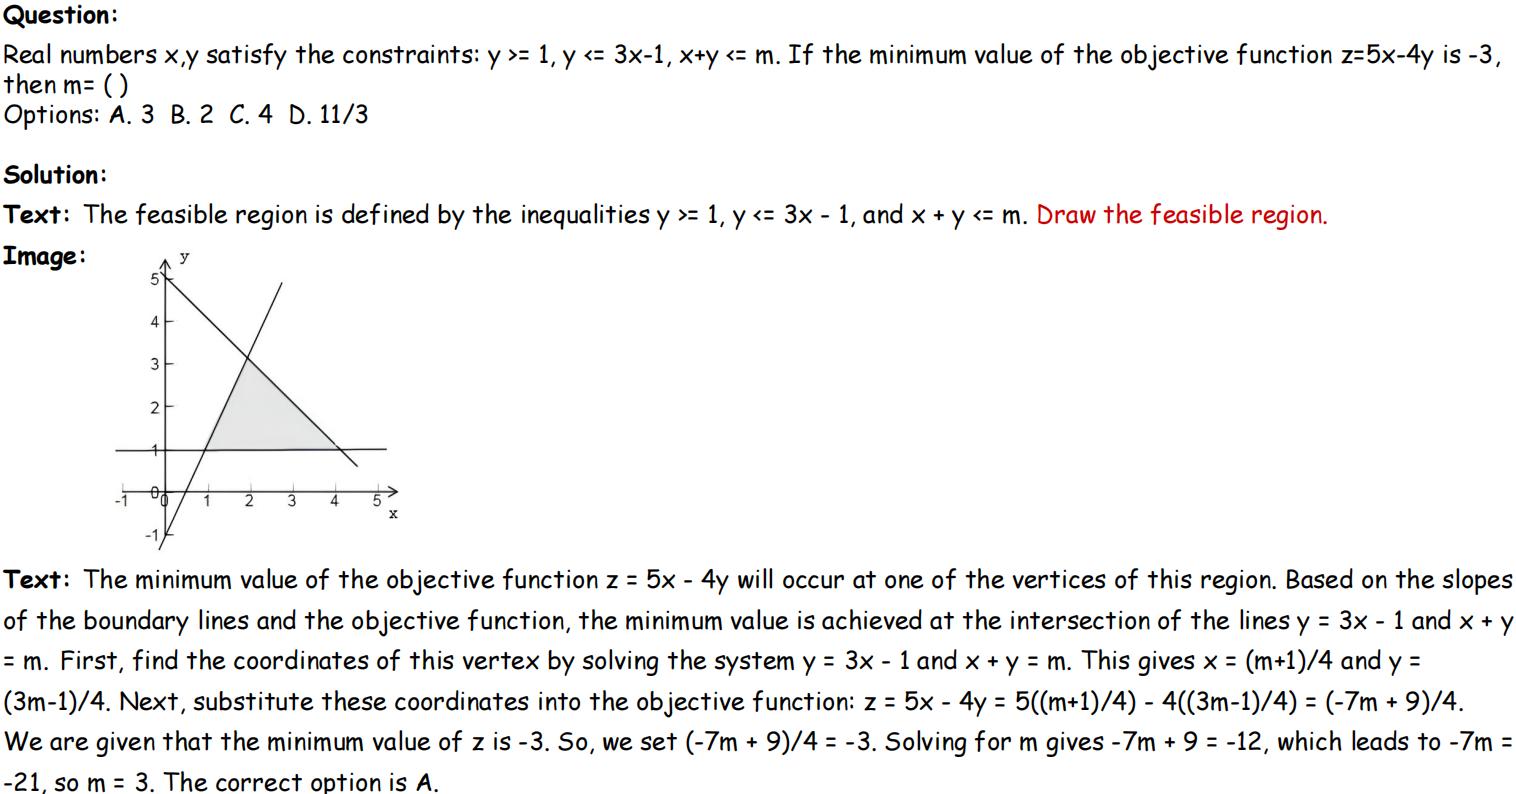 Question:
Real numbers x,y satisfy the constraints: y >= 1, y <= 3x-1, x+y <= m. If the minimum value of the objective function z=5x-4y is -3,
then m= ( )
Options: A. 3 B. 2 C. 4 D. 11/3
Solution:
Text: The feasible region is defined by the inequalities y >= 1, y <= 3x - 1, and x + y <= m. Draw the feasible region.
Image:
y
5
4
3
2
1
0
-1 0 1 2 3 4 5
x
-1
Text: The minimum value of the objective function z = 5x - 4y will occur at one of the vertices of this region. Based on the slopes
of the boundary lines and the objective function, the minimum value is achieved at the intersection of the lines y = 3x - 1 and x + y
= m. First, find the coordinates of this vertex by solving the system y = 3x - 1 and x + y = m. This gives x = (m+1)/4 and y =
(3m-1)/4. Next, substitute these coordinates into the objective function: z = 5x - 4y = 5((m+1)/4) - 4((3m-1)/4) = (-7m + 9)/4.
We are given that the minimum value of z is -3. So, we set (-7m + 9)/4 = -3. Solving for m gives -7m + 9 = -12, which leads to -7m =
-21, so m = 3. The correct option is A.